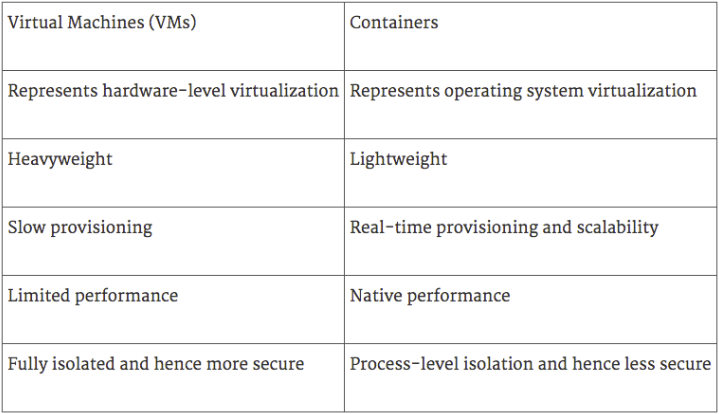 Virtual Machines (VMs) Containers
Represents hardware-level virtualization Represents operating system virtualization
Heavyweight Lightweight
Slow provisioning Real-time provisioning and scalability
Limited performance Native performance
Fully isolated and hence more secure Process-level isolation and hence less secure